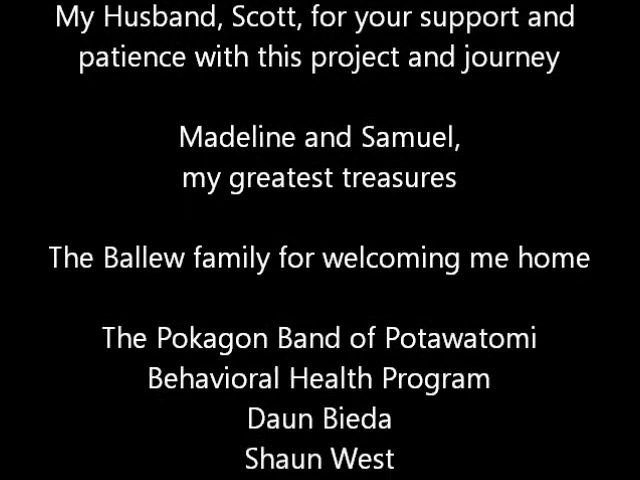 My Husband, Scott, for your support and
patience with this project and journey
Madeline and Samuel,
my greatest treasures
The Ballew family for welcoming me home
The Pokagon Band of Potawatomi
Behavioral Health Program
Daun Bieda
Shaun West